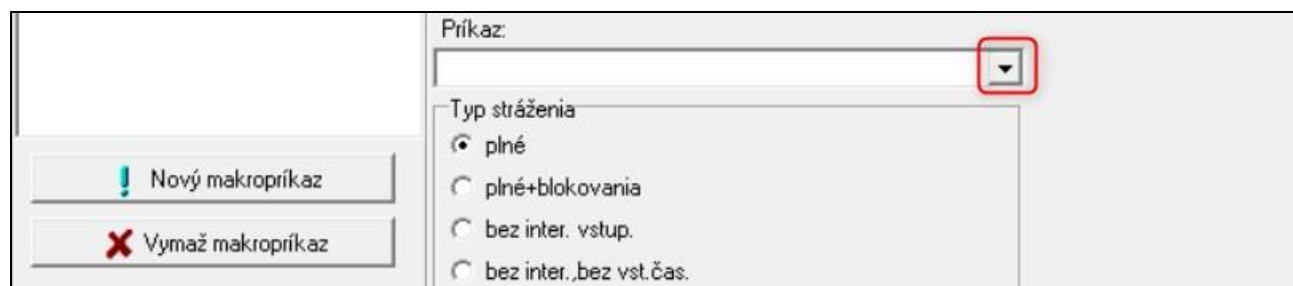 Príkaz:
Typ stráženia
plné
plné+blokovania
bez inter. vstup.
bez inter.,bez vst.čas.
Nový makropríkaz
Vymaž makropríkaz